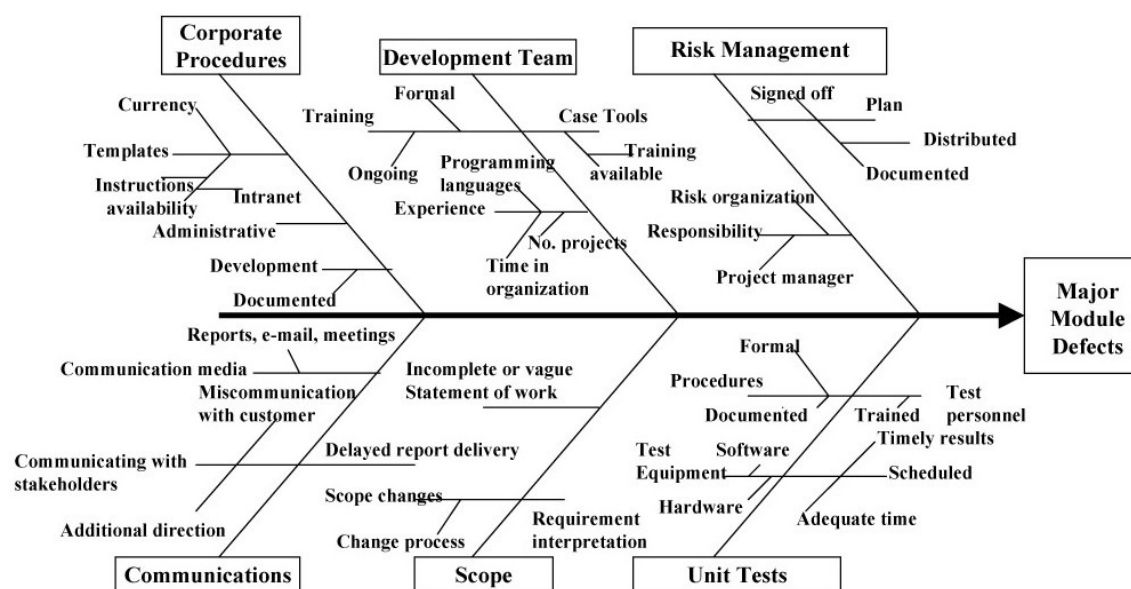 Corporate
Procedures
Development Team
Risk Management
Currency
Templates
Instructions
availability
Intranet
Administrative
Development
Documented
Formal
Training
Ongoing
Case Tools
Training
available
Programming
languages
Experience
No. projects
Time in
organization
Signed off
Plan
Distributed
Documented
Risk organization
Responsibility
Project manager
Major
Module
Defects
Reports, e-mail, meetings
Communication media
Miscommunication
with customer
Communicating with
stakeholders
Delayed report delivery
Additional direction
Incomplete or vague
Statement of work
Scope changes
Change process
Requirement
interpretation
Formal
Procedures
Documented
Trained
Test
personnel
Timely results
Test
Equipment
Software
Hardware
Scheduled
Adequate time
Communications
Scope
Unit Tests